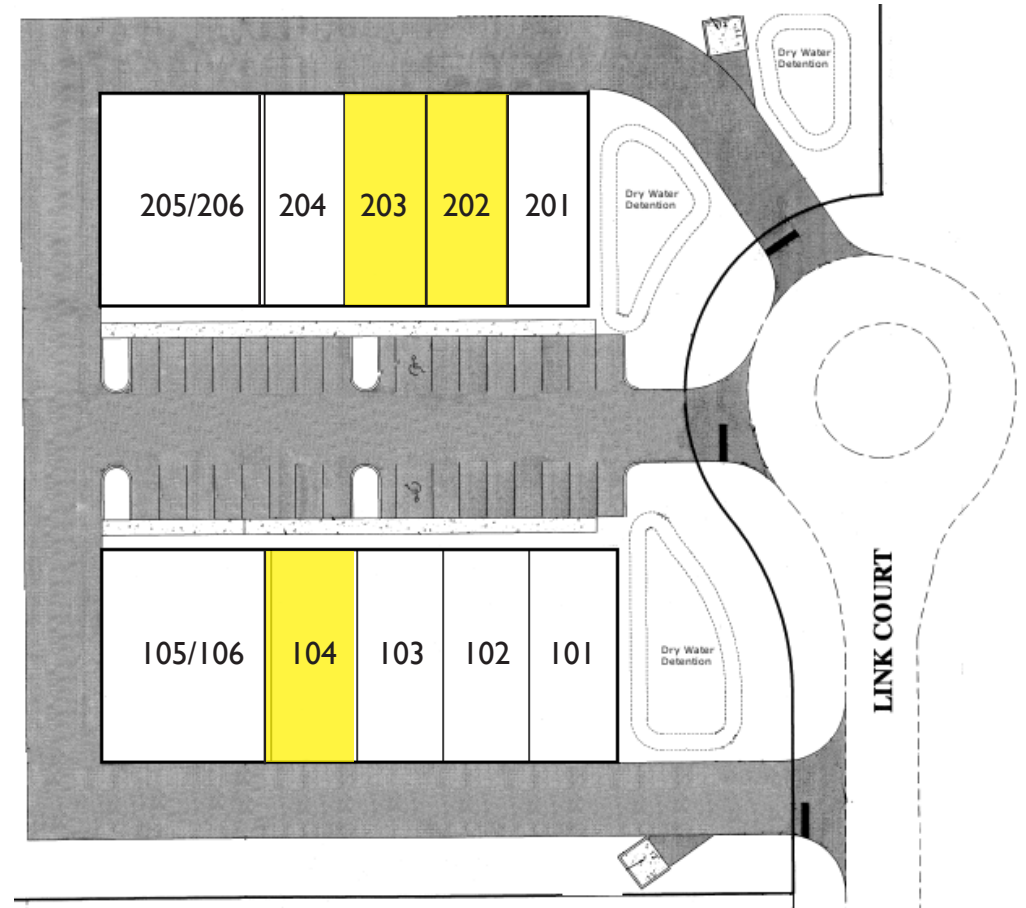 Dry Water
Detention
205/206
204
203
202
201
Dry Water
Detention
105/106
104
103
102
101
Dry Water
Detention
LINK COURT